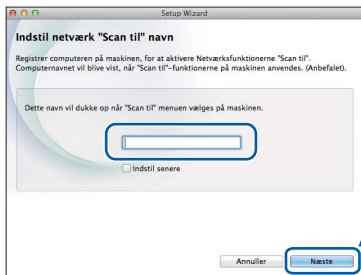 Setup Wizard
Indstil netværk "Scan til" navn
Registrer computeren på maskinen, for at aktivere Netværksfunktionerne "Scan til".
Computernavnet vil blive vist, når "Scan til"-funktionerne på maskinen anvendes. (Anbefalet).
Dette navn vil dukke op når "Scan til" menuen vælges på maskinen.
Indstil senere
Annuller
Næste